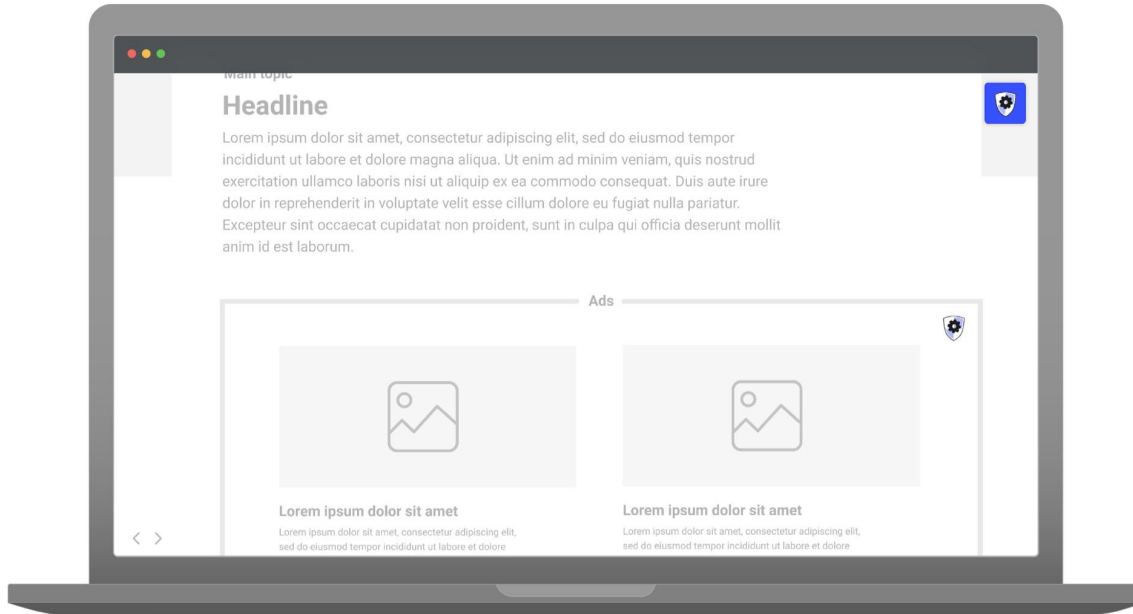 Main topic
Headline
Lorem ipsum dolor sit amet, consectetur adipiscing elit, sed do eiusmod tempor
incididunt ut labore et dolore magna aliqua. Ut enim ad minim veniam, quis nostrud
exercitation ullamco laboris nisi ut aliquip ex ea commodo consequat. Duis aute irure
dolor in reprehenderit in voluptate velit esse cillum dolore eu fugiat nulla pariatur.
Excepteur sint occaecat cupidatat non proident, sunt in culpa qui officia deserunt mollit
anim id est laborum.
Ads
Lorem ipsum dolor sit amet
Lorem ipsum dolor sit amet, consectetur adipiscing elit,
sed do eiusmod tempor incididunt ut labore et dolore
Lorem ipsum dolor sit amet
Lorem ipsum dolor sit amet, consectetur adipiscing elit,
sed do eiusmod tempor incididunt ut labore et dolore